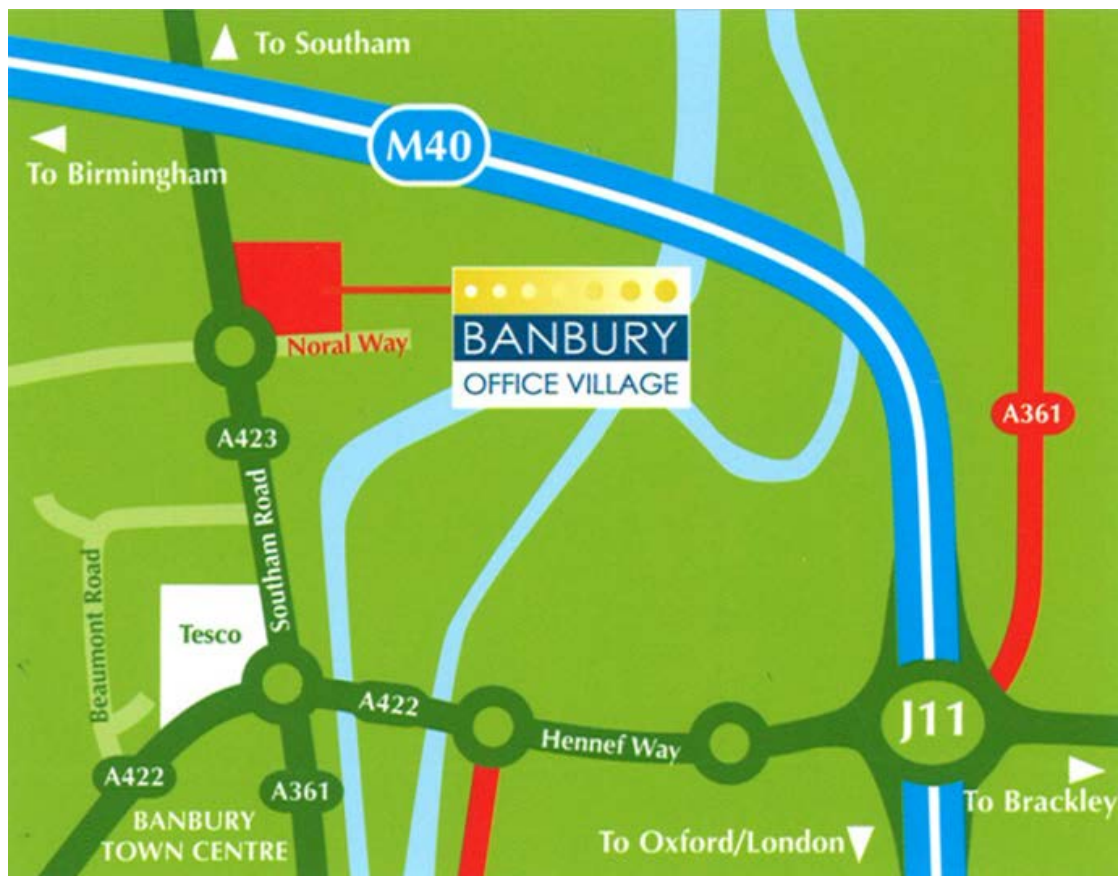 To Southam
M40
To Birmingham
BANBURY
OFFICE VILLAGE
Noral Way
A361
A423
Southam Road
Beaumont Road
Tesco
A422
Hennef Way
J11
A422
A361
To Brackley
BANBURY
TOWN CENTRE
To Oxford/London